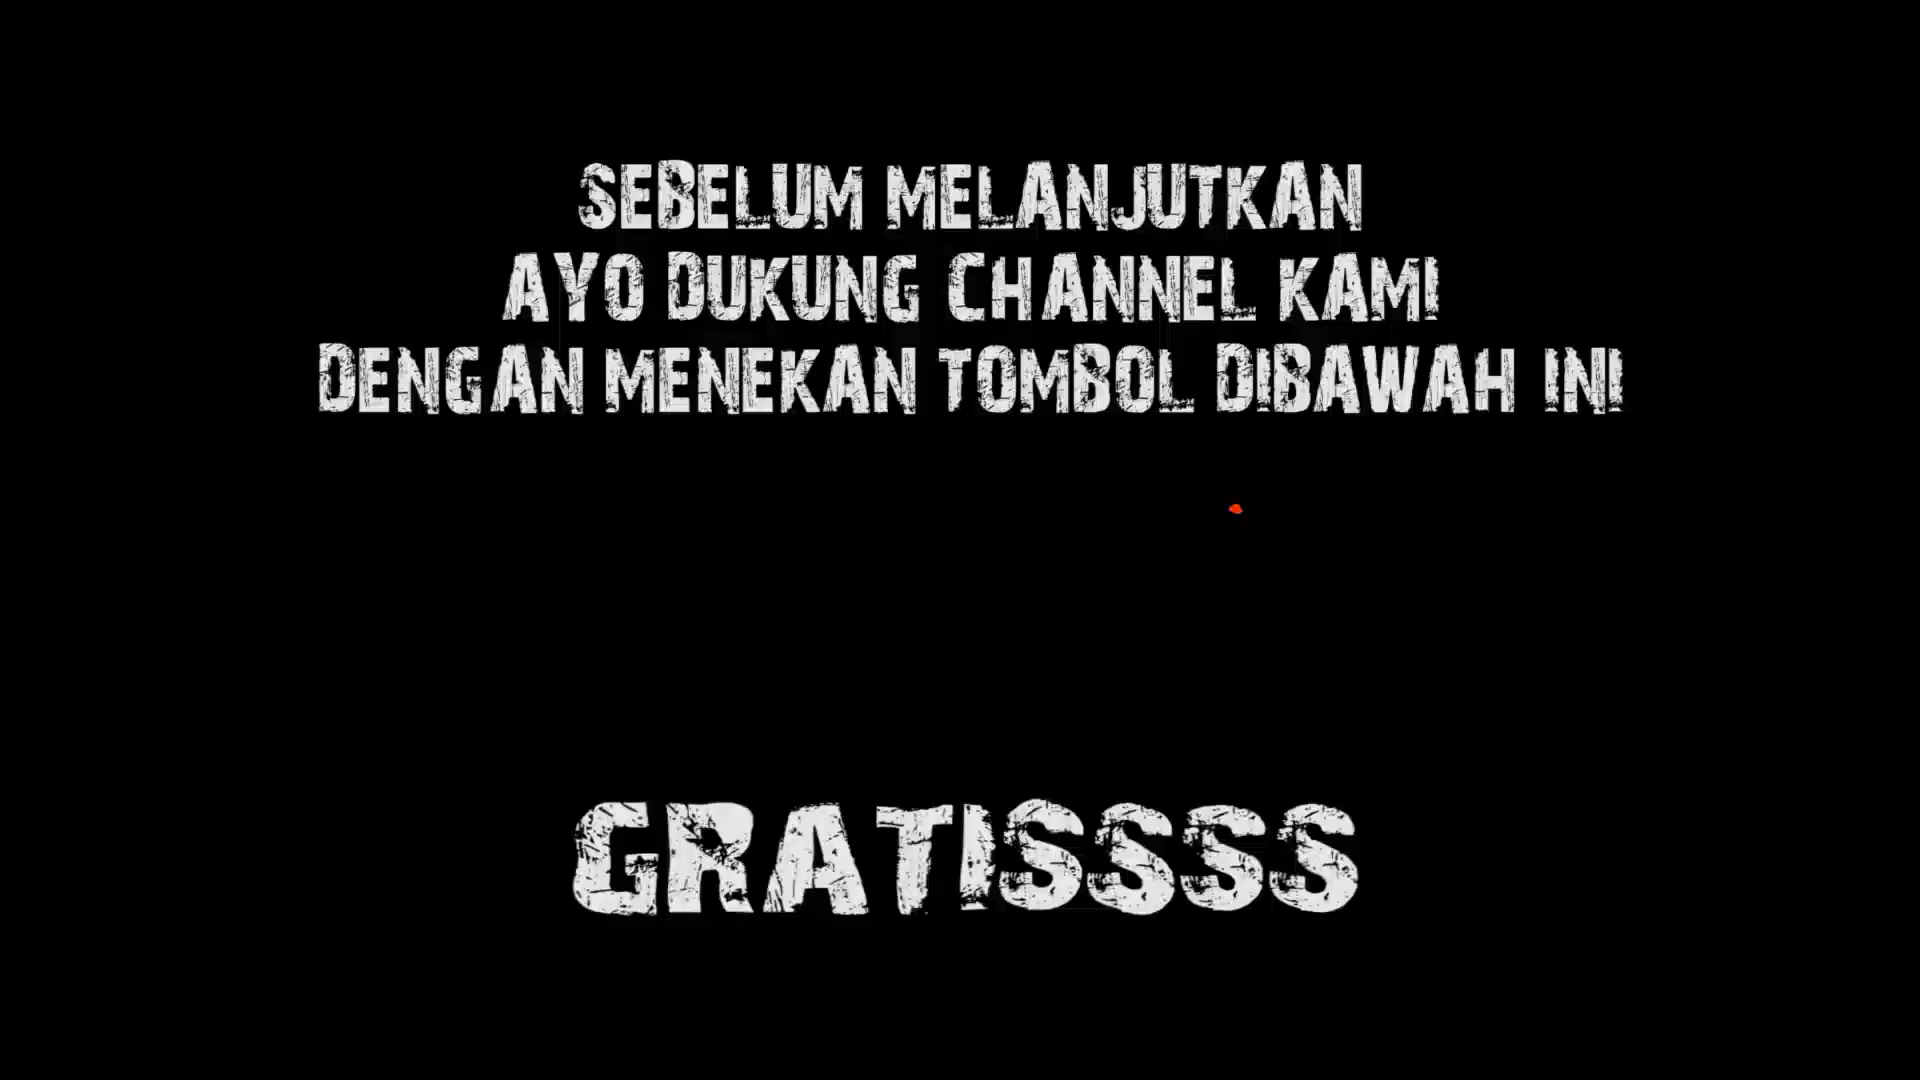 SEBELUM MELANJUTKAN
AYO DUKUNG CHANNEL KAMI
DENGAN MENEKAN TOMBOL DIBAWAH INI
GRATISSSS